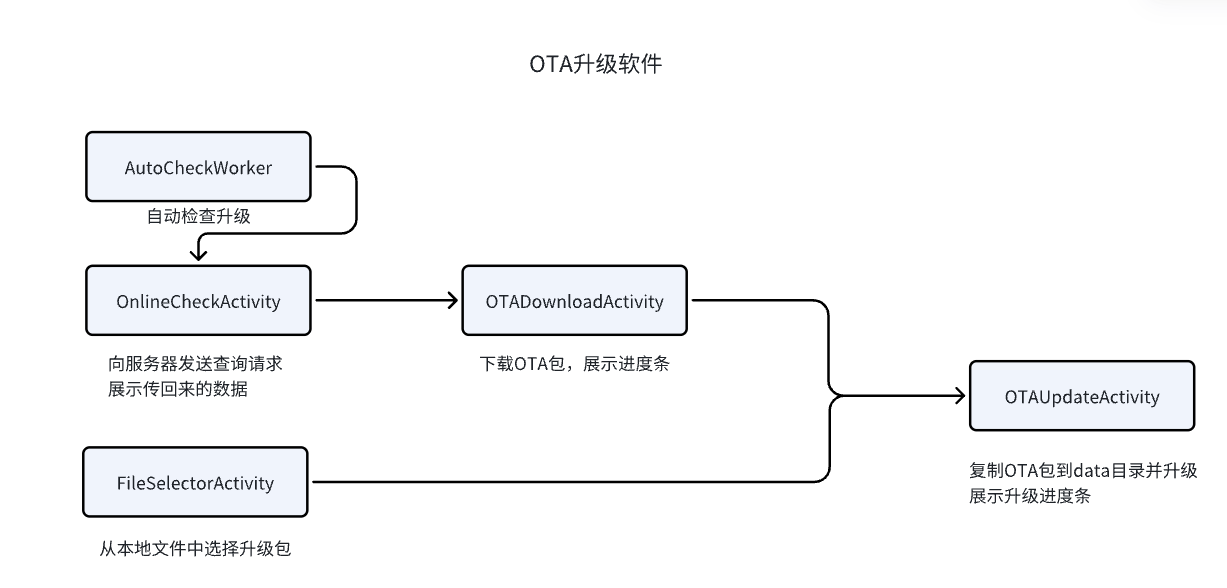 OTA升级软件
AutoCheckWorker
自动检查升级
OnlineCheckActivity
OTADownloadActivity
向服务器发送查询请求
展示传回来的数据
下载OTA包，展示进度条
OTAUpdateActivity
复制OTA包到data目录并升级
展示升级进度条
FileSelectorActivity
从本地文件中选择升级包